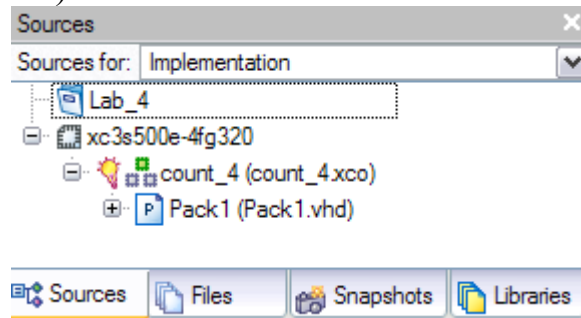 Sources
Sources for: Implementation
Lab_4
xc3s500e-4fg320
count_4 (count_4.xco)
P Pack1 (Pack1.vhd)
Sources Files Snapshots Libraries